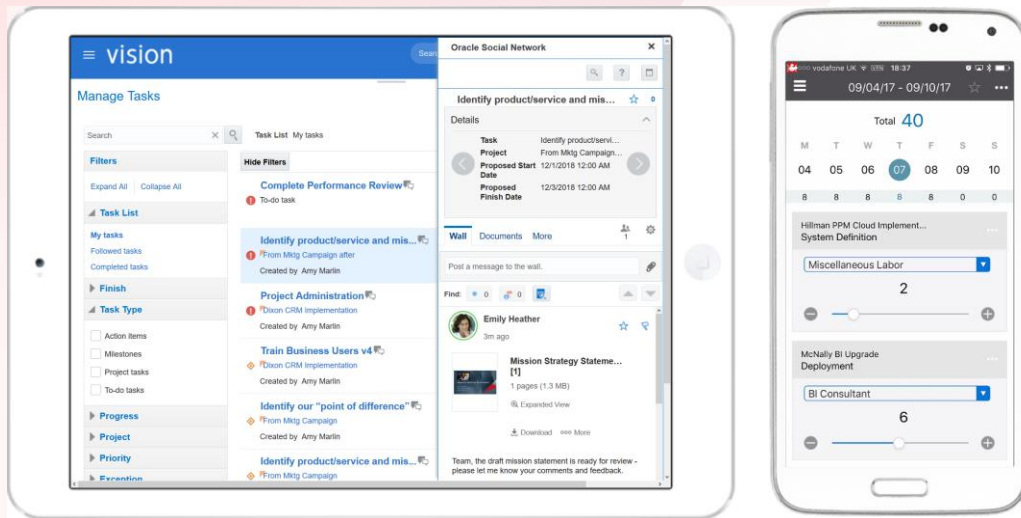 vision
Sear
Manage Tasks
Search
Task List My tasks
Filters
Hide Filters
Expand All Collapse All
Task List
My tasks
Followed tasks
Completed tasks
Finish
Task Type
Action items
Milestones
Project tasks
To-do tasks
Progress
Project
Priority
Exception
Complete Performance Review
To-do task
Identify product/service and mis...
From Mktg Campaign after
Created by Amy Marlin
Project Administration
Dixon CRM Implementation
Created by Amy Marlin
Train Business Users v4
Dixon CRM Implementation
Created by Amy Marlin
Identify our "point of difference"
From Mktg Campaign
Created by Amy Marlin
Identify product/service and mis...
From Mktg Campaign
Oracle Social Network
Identify product/service and mis... 0
Details
Task Identify product/servi...
Project From Mktg Campaign...
Proposed Start 12/1/2018 12:00 AM
Date
Proposed 12/3/2018 12:00 AM
Finish Date
Wall Documents More 1
Post a message to the wall.
Find: 0 0
Emily Heather
3m ago
Mission Strategy Stateme...
[1]
1 pages (1.3 MB)
Expanded View
Download More
Team, the draft mission statement is ready for review -
please let me know your comments and feedback.
vodafone UK 18:37
09/04/17 - 09/10/17
Total 40
M T W T F S S
04 05 06 07 08 09 10
8 8 8 8 8 0 0
Hillman PPM Cloud Implement...
System Definition
Miscellaneous Labor
2
McNally BI Upgrade
Deployment
BI Consultant
6